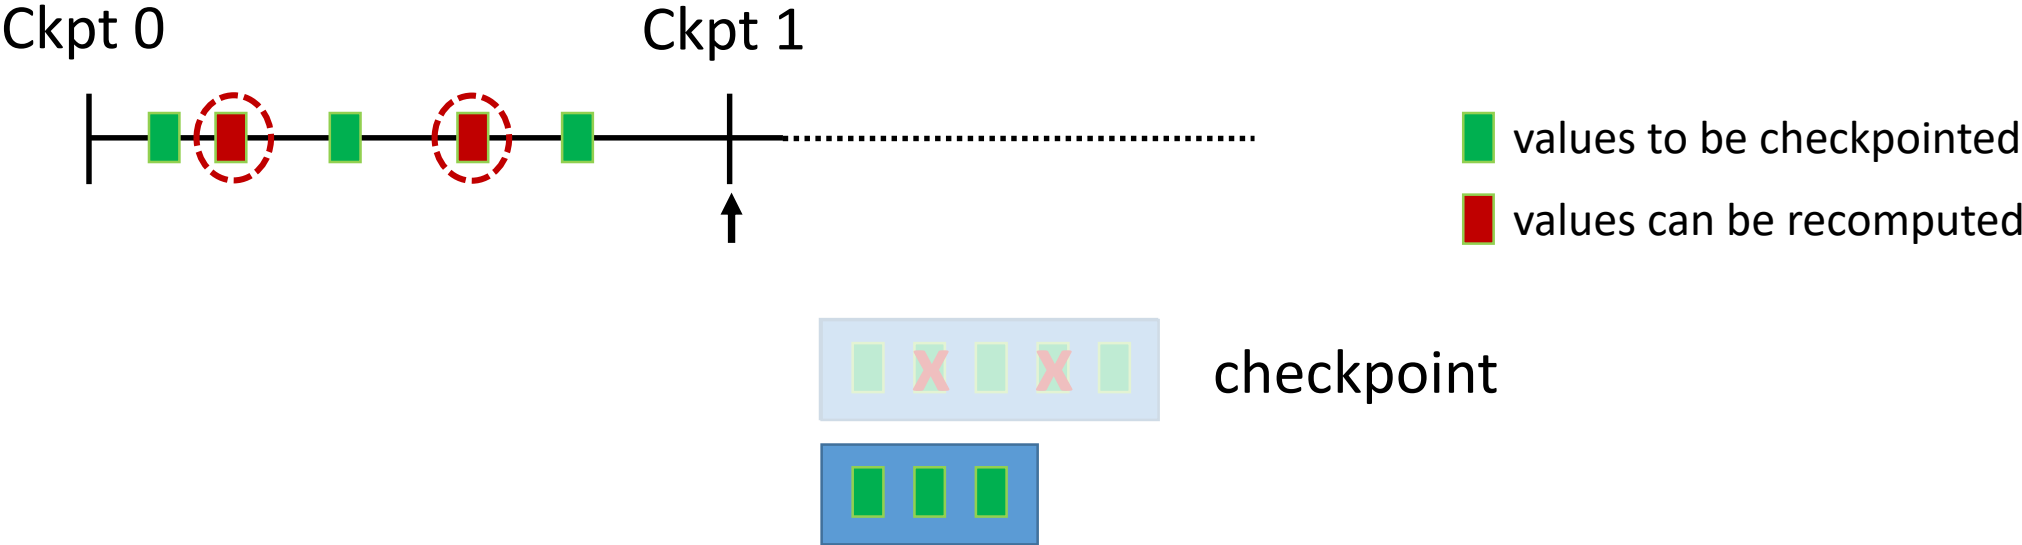 Ckpt 0
Ckpt 1
values to be checkpointed
values can be recomputed
X X
checkpoint